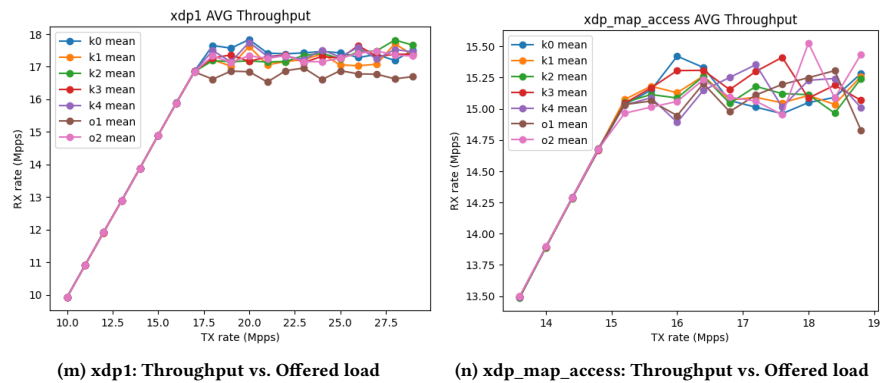 xdp1 AVG Throughput
18
17
16
15
14
13
12
11
10
RX rate (Mpps)
k0 mean
k1 mean
k2 mean
k3 mean
k4 mean
o1 mean
o2 mean
10.0 12.5 15.0 17.5 20.0 22.5 25.0 27.5
TX rate (Mpps)
(m) xdp1: Throughput vs. Offered load
xdp_map_access AVG Throughput
15.50
15.25
15.00
14.75
14.50
14.25
14.00
13.75
13.50
RX rate (Mpps)
k0 mean
k1 mean
k2 mean
k3 mean
k4 mean
o1 mean
o2 mean
14 15 16 17 18 19
TX rate (Mpps)
(n) xdp_map_access: Throughput vs. Offered load